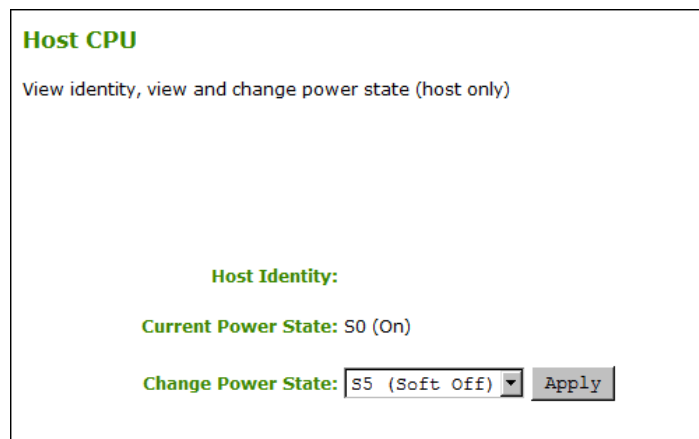 Host CPU
View identity, view and change power state (host only)
Host Identity:
Current Power State: S0 (On)
Change Power State: S5 (Soft Off) Apply